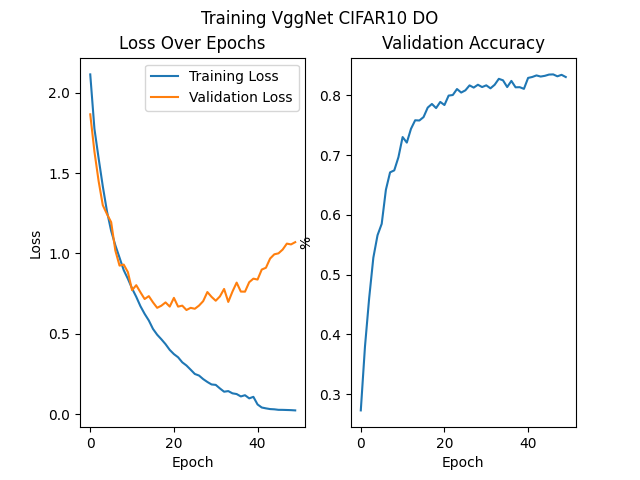 Training VggNet CIFAR10 DO
Loss Over Epochs
Validation Accuracy
Training Loss
Validation Loss
Loss
2.0
1.5
1.0
0.5
0.0
0
20
40
Epoch
%
0.8
0.7
0.6
0.5
0.4
0.3
0
20
40
Epoch